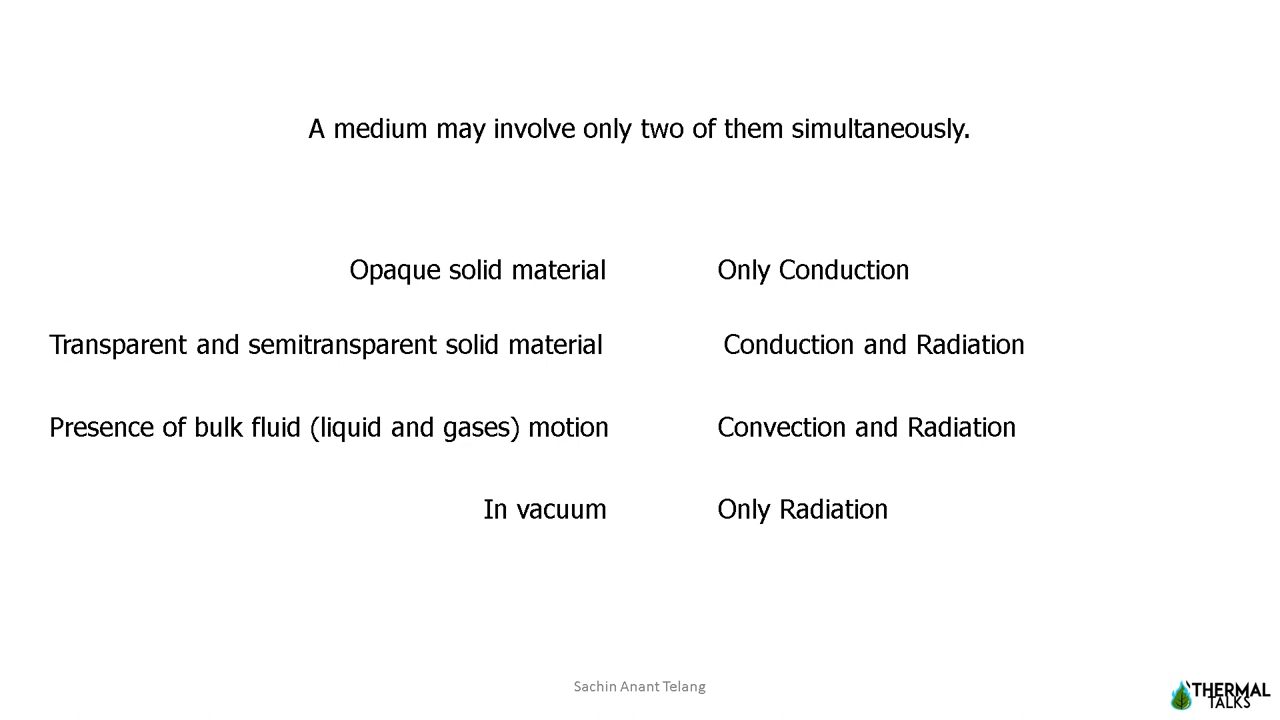 A medium may involve only two of them simultaneously.
Opaque solid material Only Conduction
Transparent and semitransparent solid material Conduction and Radiation
Presence of bulk fluid (liquid and gases) motion Convection and Radiation
In vacuum Only Radiation
Sachin Anant Telang
THERMAL
TALKS